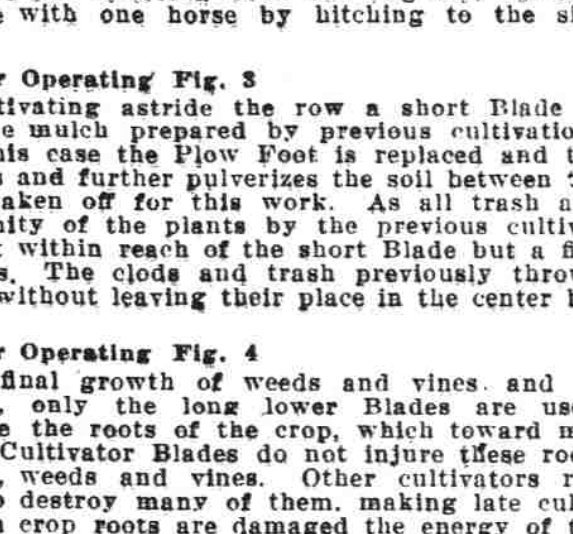 with one horse by hitching to the
Operating Fig. 3
tivating astride the row a short Blade
e mulch prepared by previous cultivatio
his case the Plow Foot is replaced and t
s and further pulverizes the soil between
aken off for this work. As all trash a
nity of the plants by the previous cultiv
t within reach of the short Blade but a fi
s. The clods and trash previously throw
without leaving their place in the center
r Operating Fig. 4
final growth of weeds and vines. and
, only the long lower Blades are us
e the roots of the crop, which toward m
Cultivator Blades do not injure these roo
, weeds and vines. Other cultivators r
o destroy many of them. making late cul
crop roots are damaged the energy of t